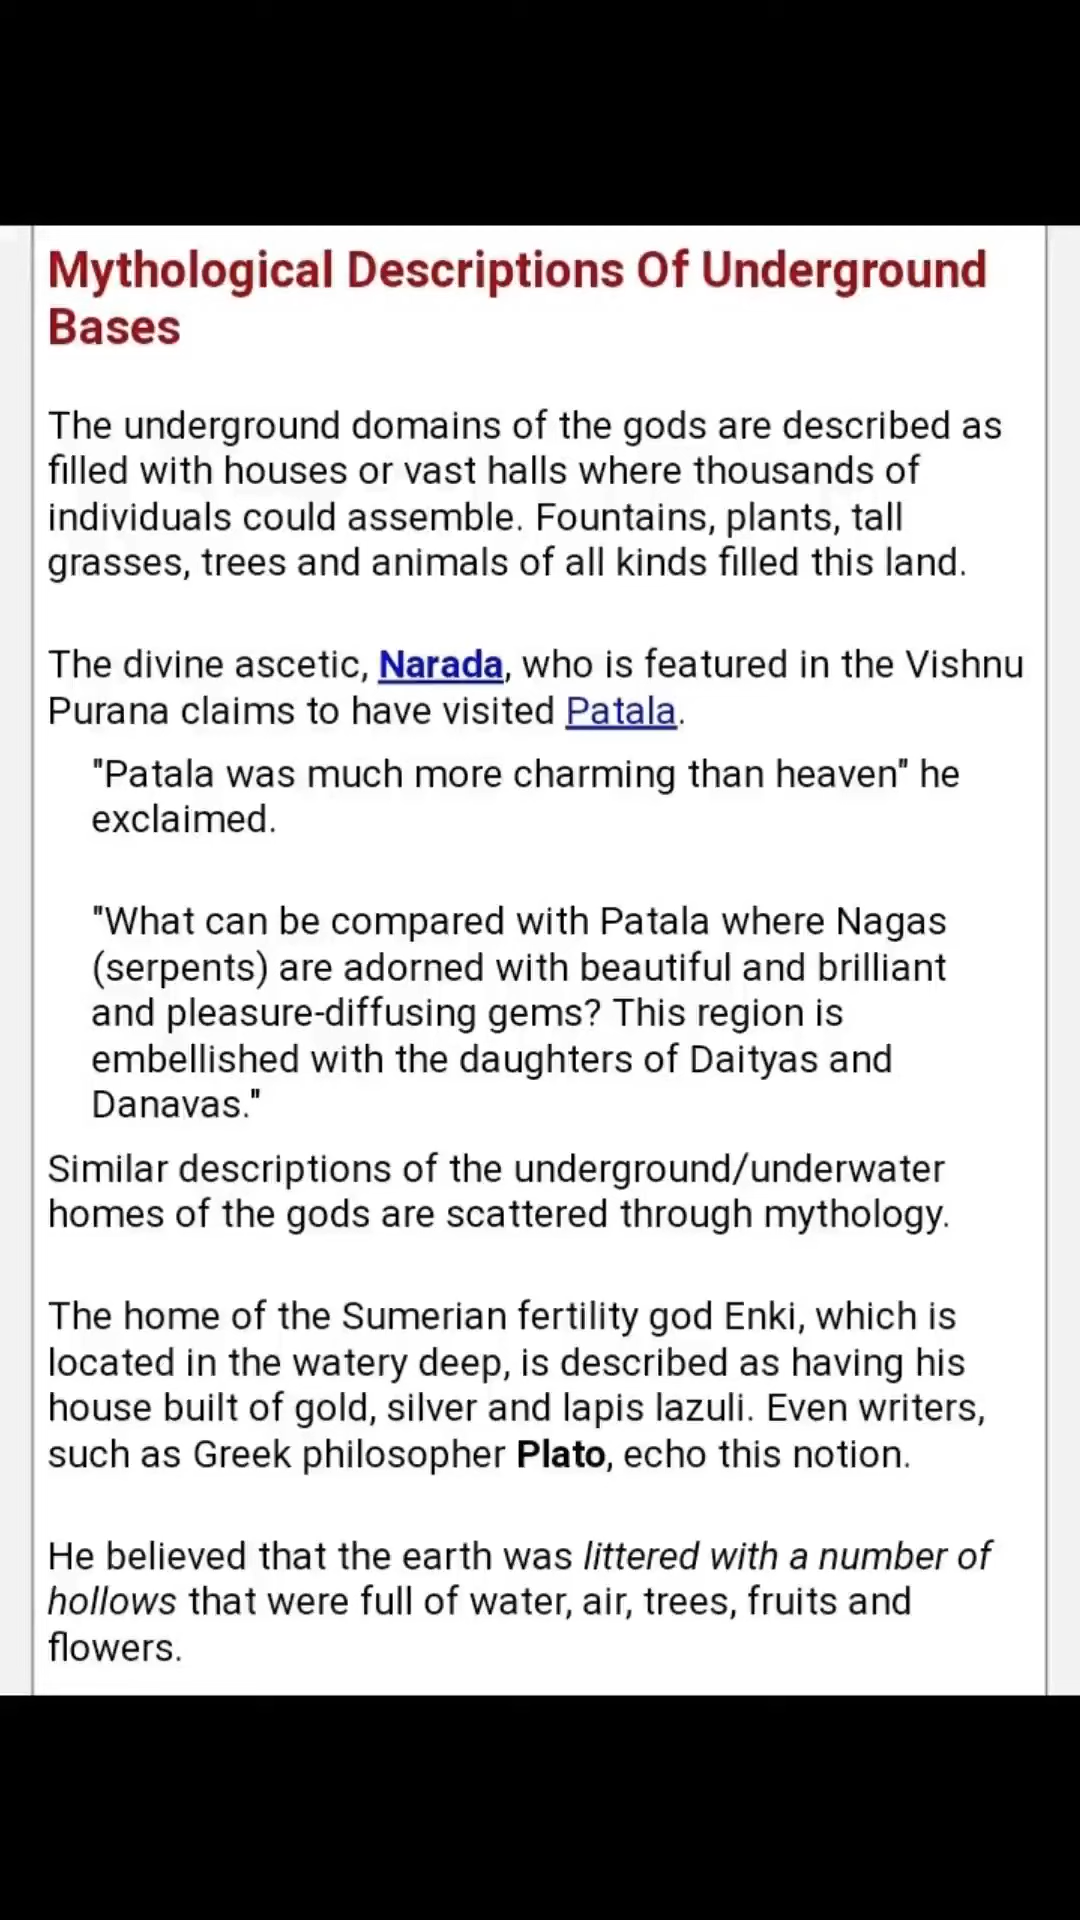 Mythological Descriptions Of Underground
Bases
The underground domains of the gods are described as
filled with houses or vast halls where thousands of
individuals could assemble. Fountains, plants, tall
grasses, trees and animals of all kinds filled this land.
The divine ascetic, Narada, who is featured in the Vishnu
Purana claims to have visited Patala.
"Patala was much more charming than heaven" he
exclaimed.
"What can be compared with Patala where Nagas
(serpents) are adorned with beautiful and brilliant
and pleasure-diffusing gems? This region is
embellished with the daughters of Daityas and
Danavas."
Similar descriptions of the underground/underwater
homes of the gods are scattered through mythology.
The home of the Sumerian fertility god Enki, which is
located in the watery deep, is described as having his
house built of gold, silver and lapis lazuli. Even writers,
such as Greek philosopher Plato, echo this notion.
He believed that the earth was littered with a number of
hollows that were full of water, air, trees, fruits and
flowers.